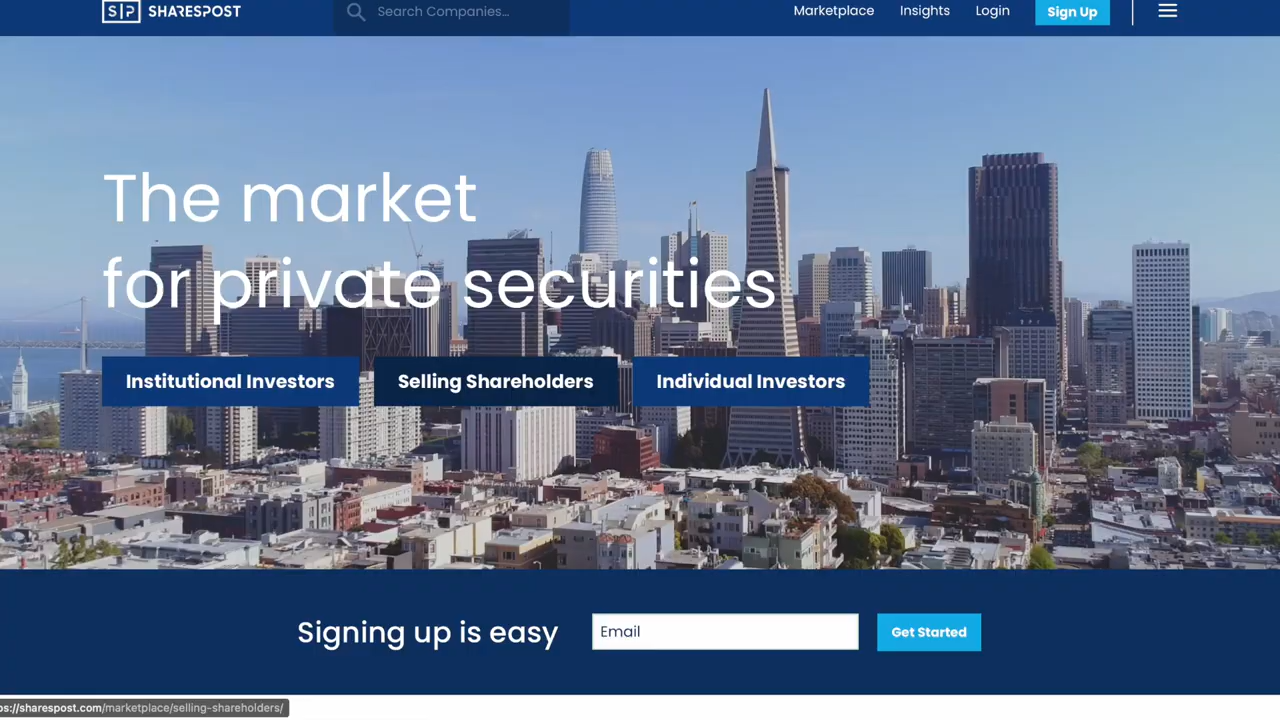 S|P SHARESPOST
Search Companies...
Marketplace
Insights
Login
Sign Up
The market
for private securities
Institutional Investors
Selling Shareholders
Individual Investors
Signing up is easy
Email
Get Started
ps://sharespost.com/marketplace/selling-shareholders/